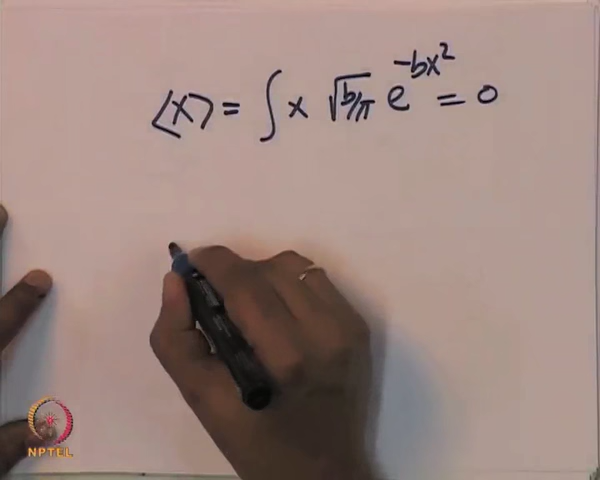 ⟨x⟩ = ∫ x √b/π e^-bx² = 0
NPTEL